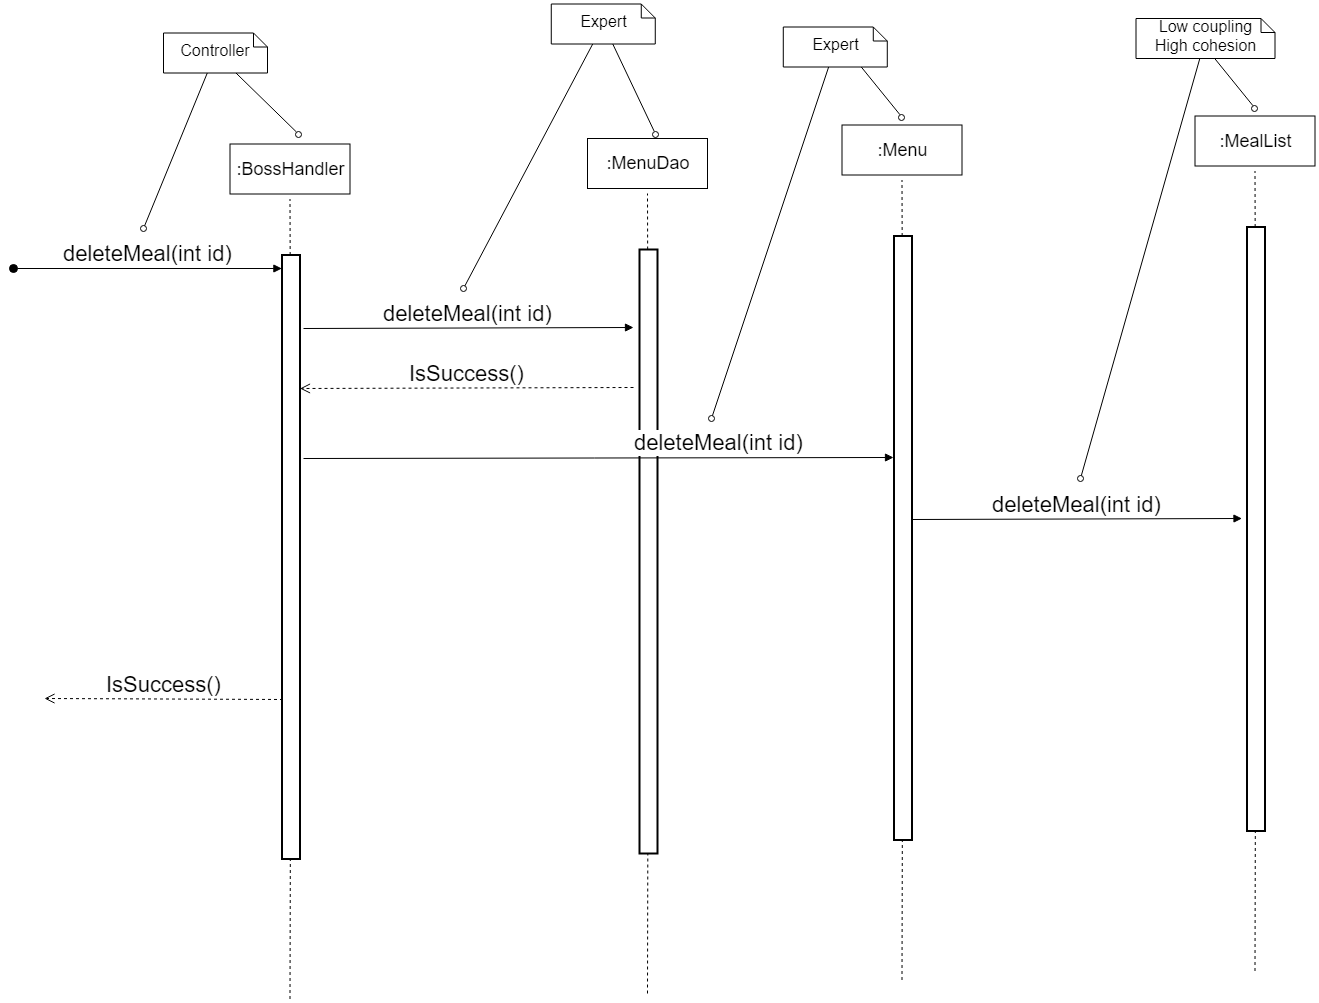 Controller
Expert
Expert
Low coupling
High cohesion
:BossHandler
:MenuDao
:Menu
:MealList
deleteMeal(int id)
deleteMeal(int id)
IsSuccess()
deleteMeal(int id)
deleteMeal(int id)
IsSuccess()